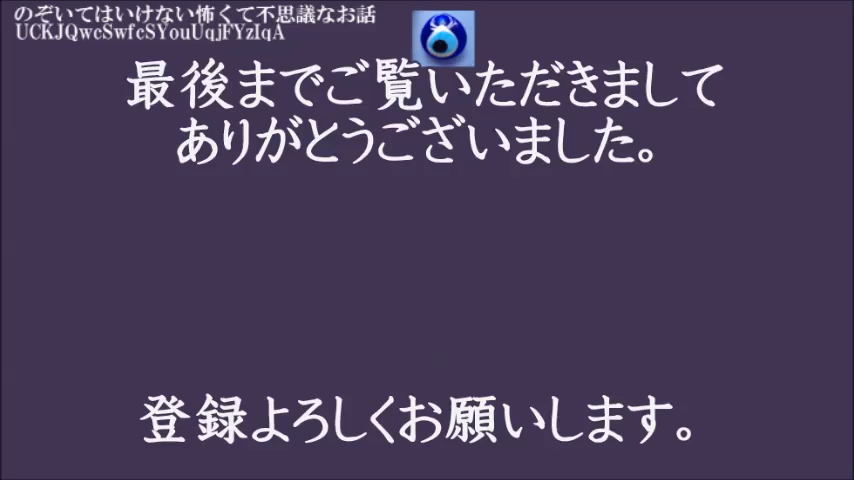 のぞいてはいけない怖くて不思議なお話
UCKJQwcSwfcSYouUqjFYzIqA
最後までご覧いただきまして
ありがとうございました。
登録よろしくお願いします。